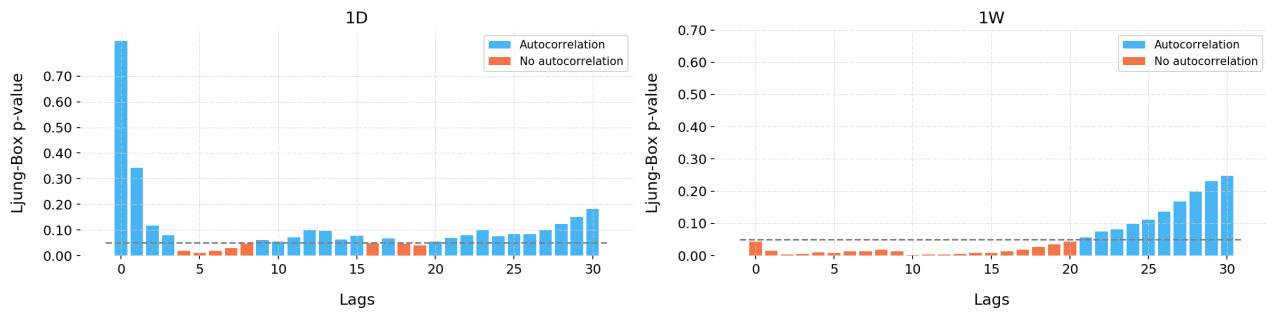 1D
Ljung-Box p-value
0.70
0.60
0.50
0.40
0.30
0.20
0.10
0.00
0 5 10 15 20 25 30
Lags
Autocorrelation
No autocorrelation
1W
Ljung-Box p-value
0.70
0.60
0.50
0.40
0.30
0.20
0.10
0.00
0 5 10 15 20 25 30
Lags
Autocorrelation
No autocorrelation